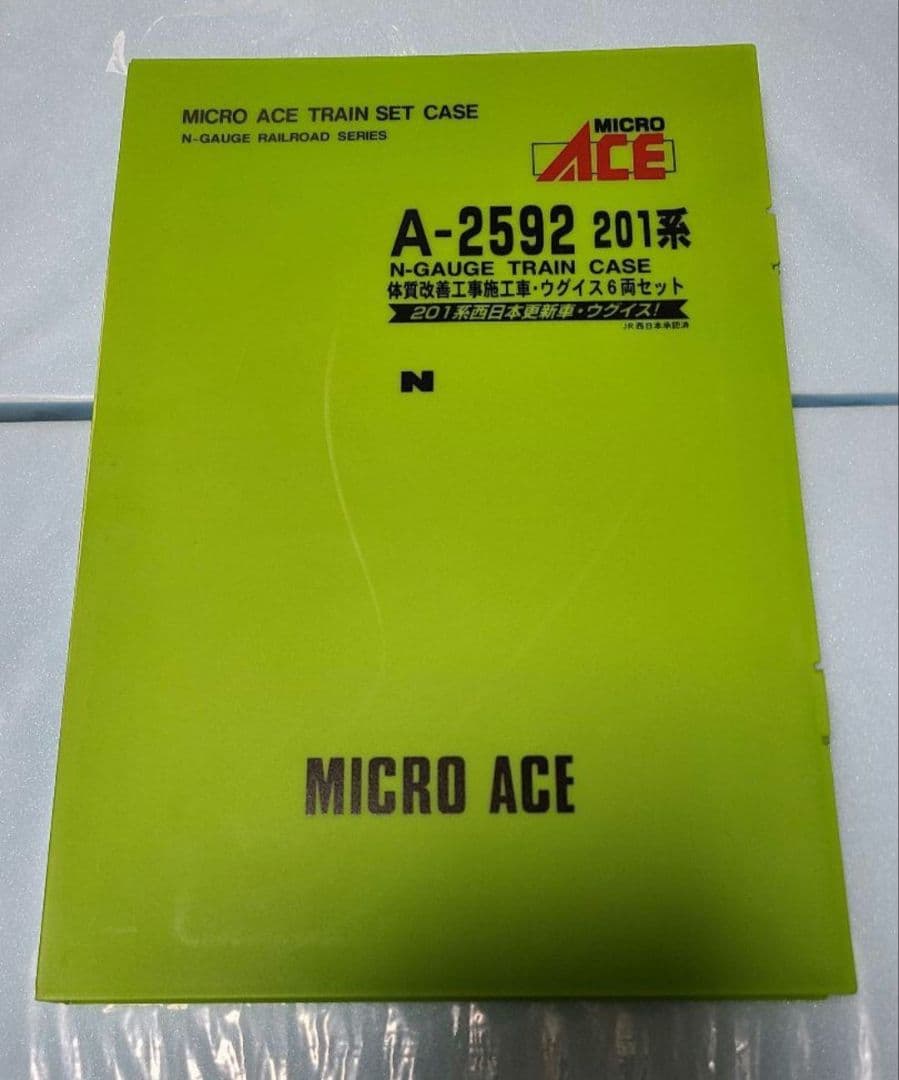 MICRO ACE TRAIN SET CASE
N-GAUGE RAILROAD SERIES
MICRO
ACE
A-2592 201系
N-GAUGE TRAIN CASE
体質改善工事施工車・ウグイス6両セット
201系西日本更新車・ウグイス!
JR西日本承認済
N
MICRO ACE